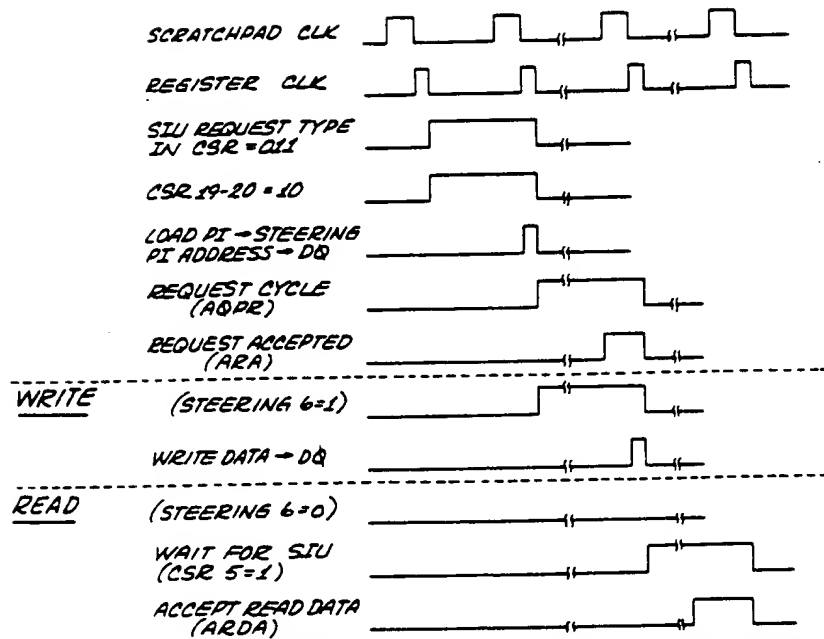 SCRATCHPAD CLK
REGISTER CLK
SIU REQUEST TYPE
IN CSR = 011
CSR 19-20 = 10
LOAD PI → STEERING
PI ADDRESS → DQ
REQUEST CYCLE
(AOPR)
REQUEST ACCEPTED
(ARA)
WRITE
(STEERING 6=1)
WRITE DATA → DQ
READ
(STEERING 6=0)
WAIT FOR SIU
(CSR 5=1)
ACCEPT READ DATA
(ARDA)